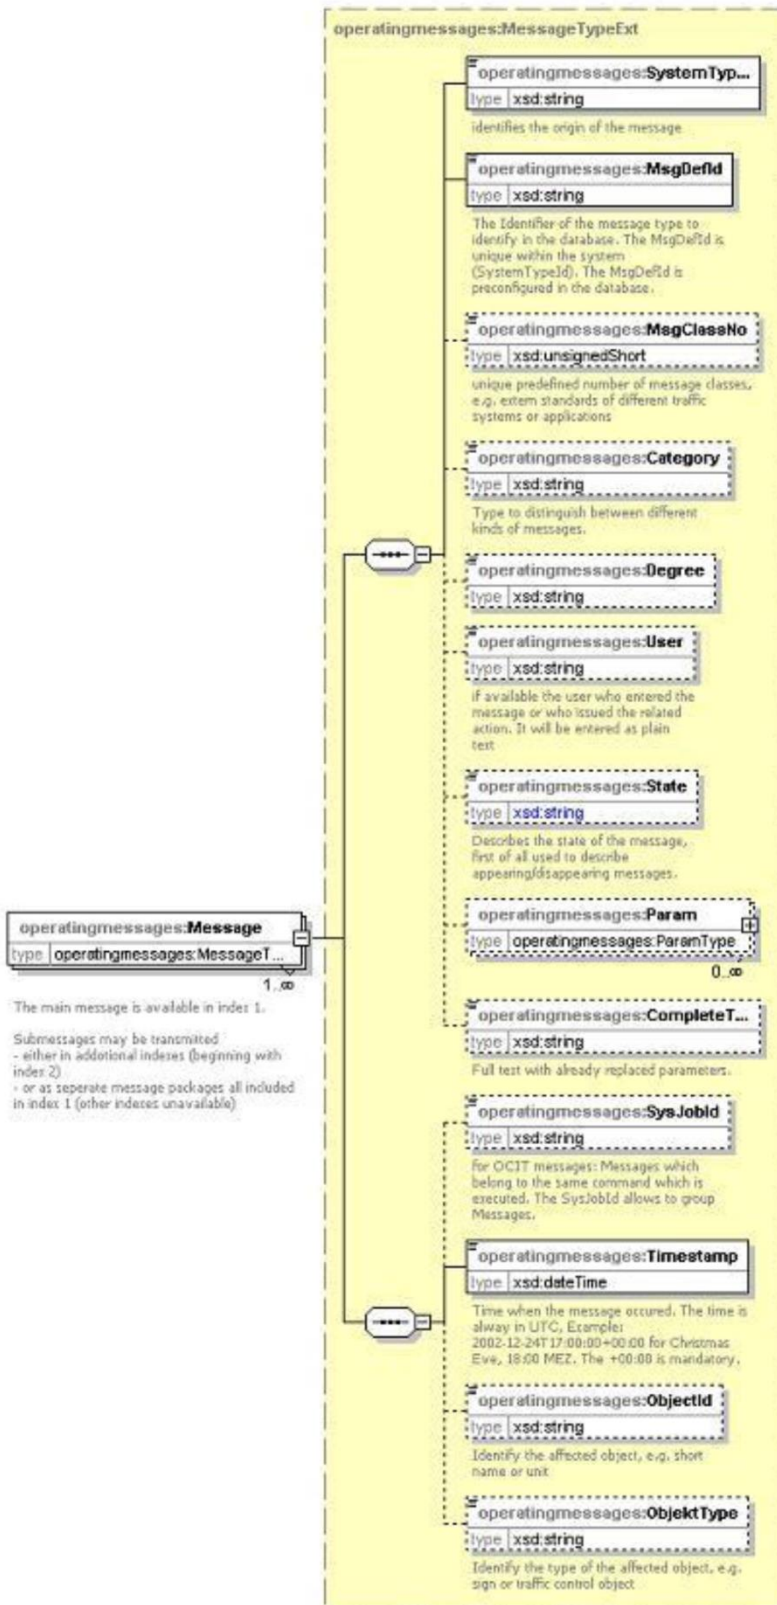 operatingmessages:MessageTypeExt
operatingmessages:SystemTyp...
type xsd:string
identifies the origin of the message
operatingmessages:MsgDefId
type xsd:string
The Identifier of the message type to
identify in the database. The MsgDefId is
unique within the system
(SystemTypeId). The MsgDefId is
preconfigured in the database.
operatingmessages:MsgClassNo
type xsd:unsignedShort
unique predefined number of message classes,
e.g. extern standards of different traffic
systems or applications
operatingmessages:Category
type xsd:string
Type to distinguish between different
kinds of messages.
operatingmessages:Degree
type xsd:string
operatingmessages:User
type xsd:string
if available the user who entered the
message or who issued the related
action. It will be entered as plain
text
operatingmessages:State
type xsd:string
Describes the state of the message,
first of all used to describe
appearing/disappearing messages.
operatingmessages:Param
type operatingmessages:ParamType
0..∞
operatingmessages:Message
type operatingmessages:MessageT...
1..∞
The main message is available in index 1.
Submessages may be transmitted
- either in addotional indexes (beginning with
index 2)
- or as seperate message packages all included
in index 1 (other indexes unavailable)
operatingmessages:CompleteT...
type xsd:string
Full text with already replaced parameters.
operatingmessages:SysJobId
type xsd:string
for OCIT messages: Messages which
belong to the same command which is
executed. The SysJobId allows to group
Messages.
operatingmessages:Timestamp
type xsd:dateTime
Time when the message occured. The time is
alway in UTC, Example:
2002-12-24T17:00:00+00:00 for Christmas
Eve, 18:00 MEZ. The +00:00 is mandatory.
operatingmessages:ObjectId
type xsd:string
Identify the affected object, e.g. short
name or unit
operatingmessages:ObjektType
type xsd:string
Identify the type of the affected object, e.g.
sign or traffic control object